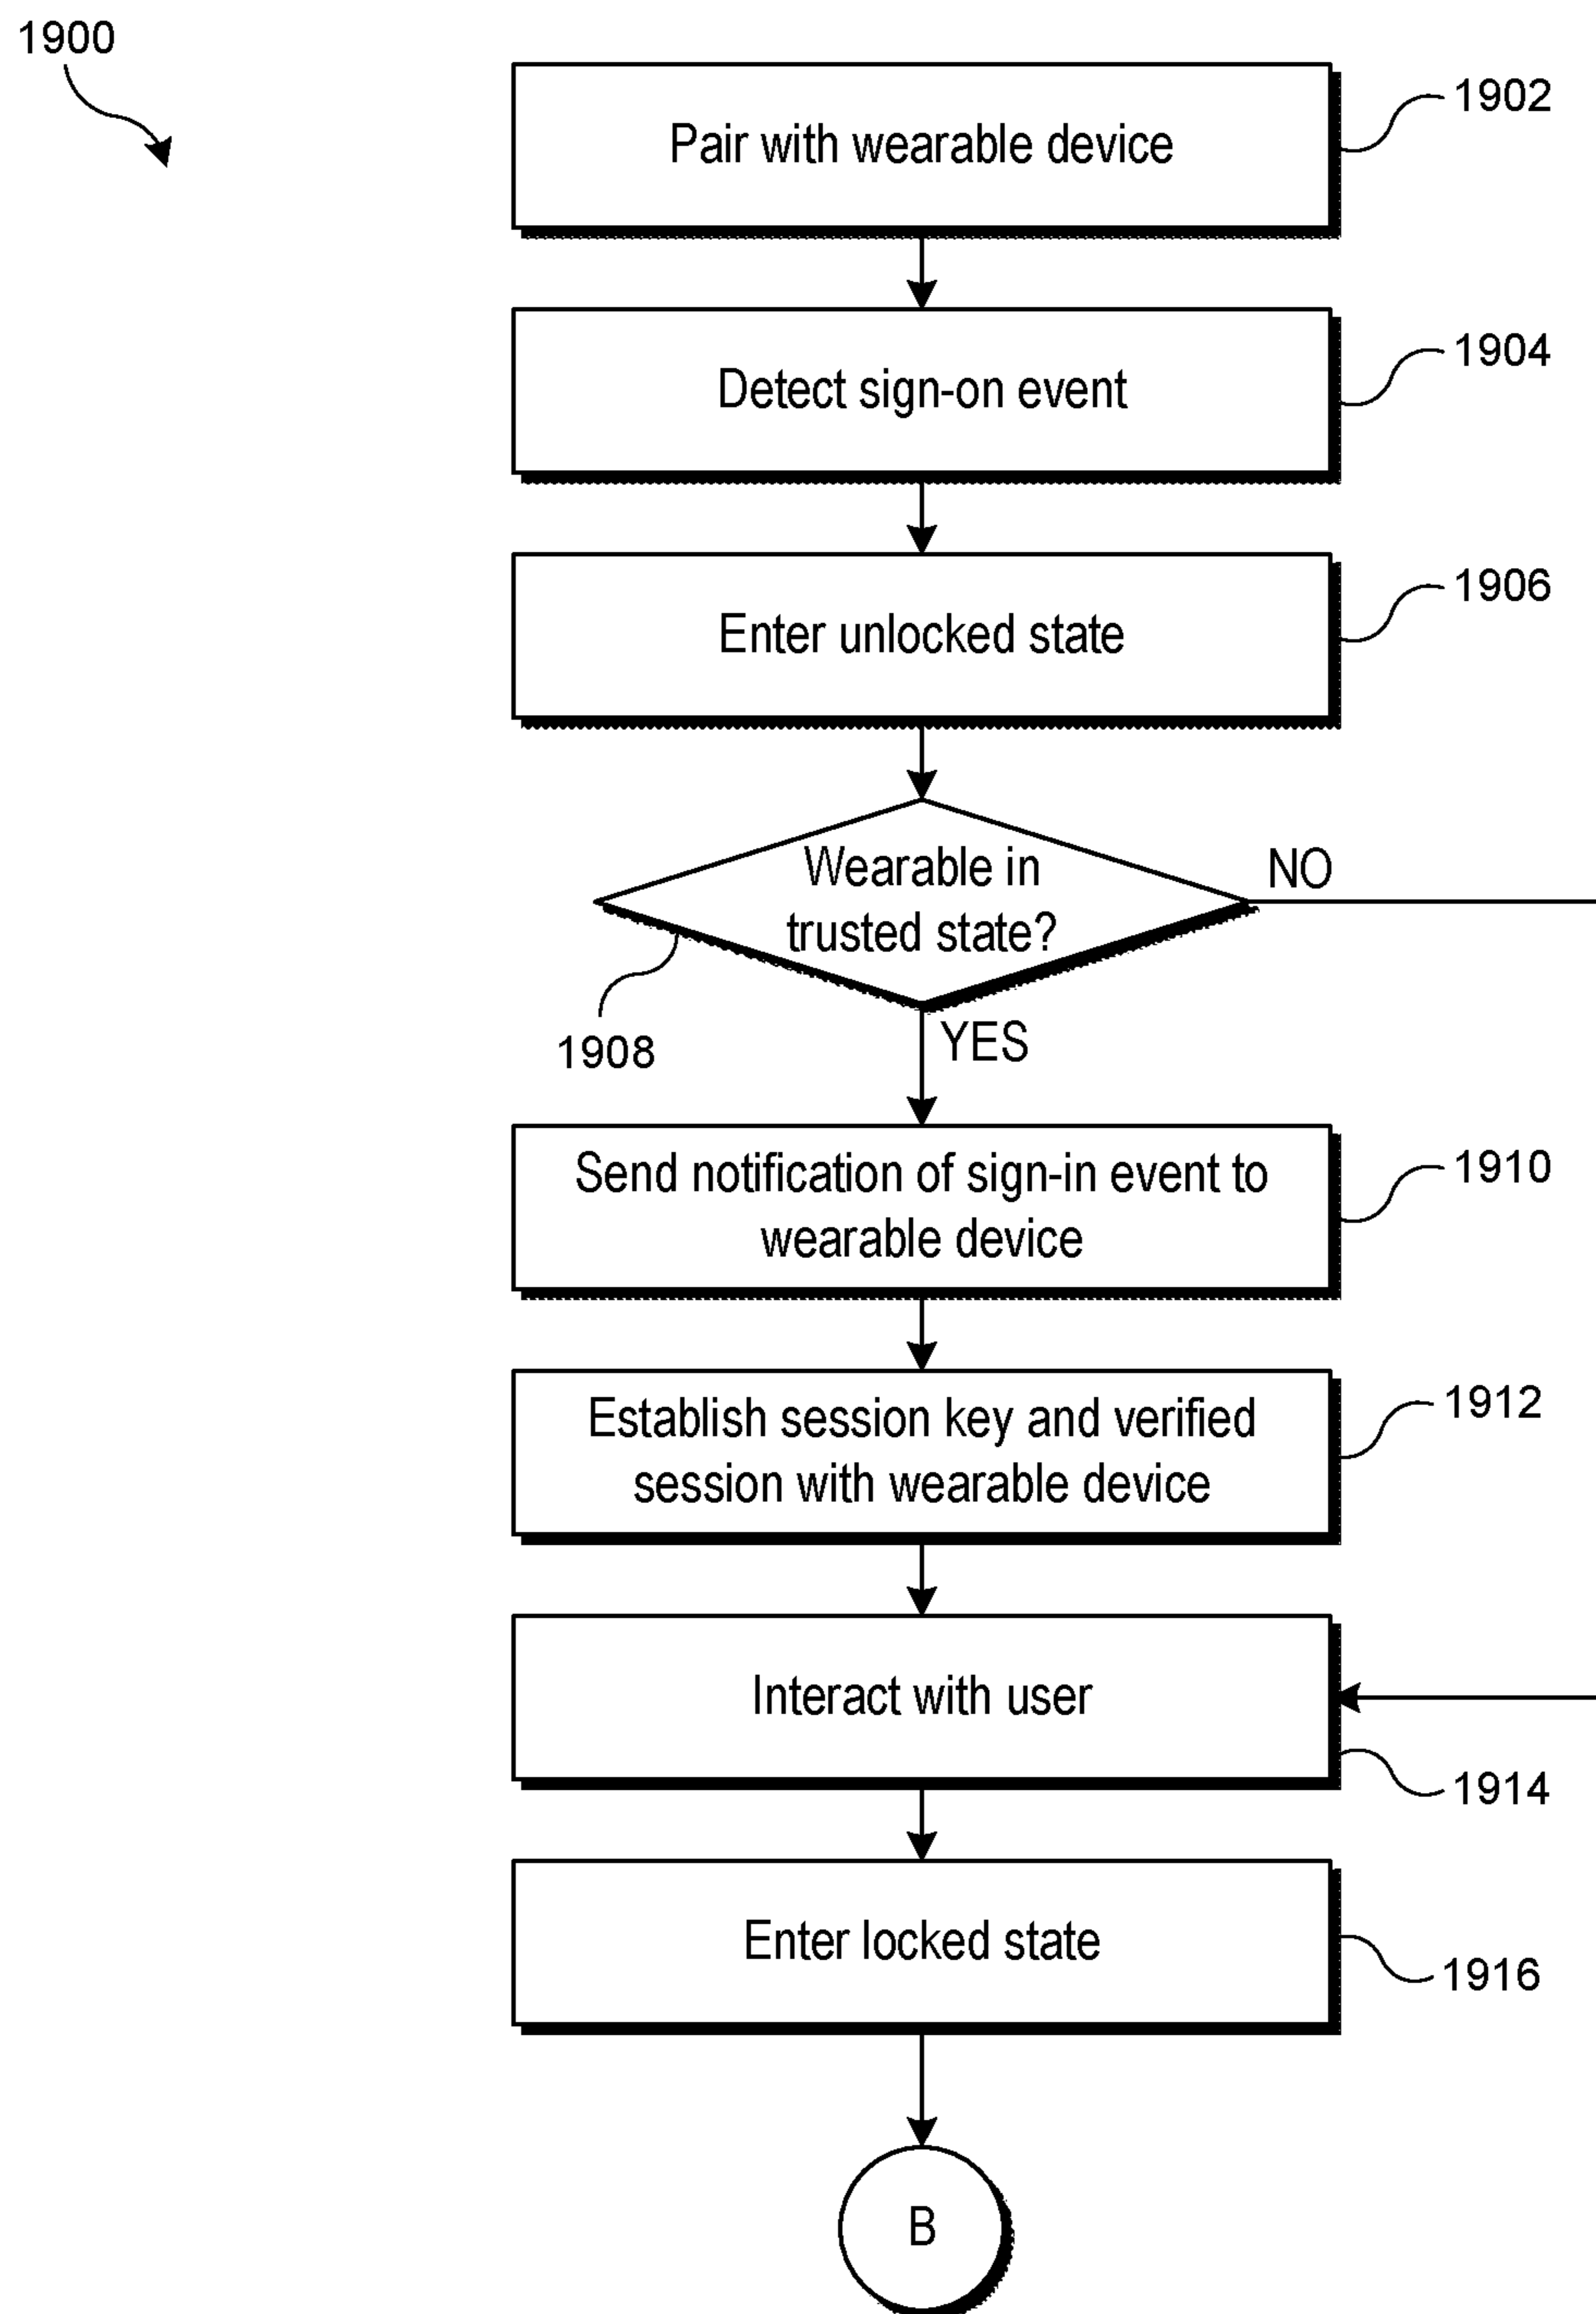 1900
Pair with wearable device
1902
Detect sign-on event
1904
Enter unlocked state
1906
Wearable in
trusted state?
NO
1908
YES
Send notification of sign-in event to
wearable device
1910
Establish session key and verified
session with wearable device
1912
Interact with user
1914
Enter locked state
1916
B